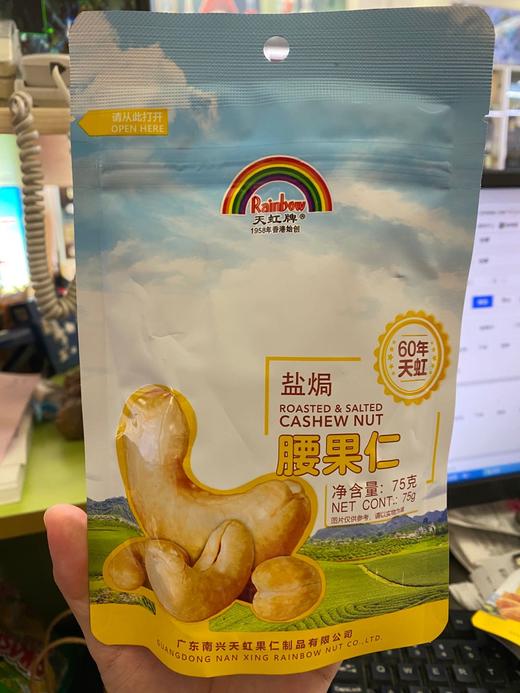 请从此打开
OPEN HERE
Rainbow
天虹牌®
1958年香港始创
60年
天虹
盐焗
ROASTED & SALTED
CASHEW NUT
腰果仁
净含量: 75克
NET CONT.: 75g
图片仅供参考，请以实物为准
广东南兴天虹果仁制品有限公司
GUANGDONG NAN XING RAINBOW NUT CO.,LTD.